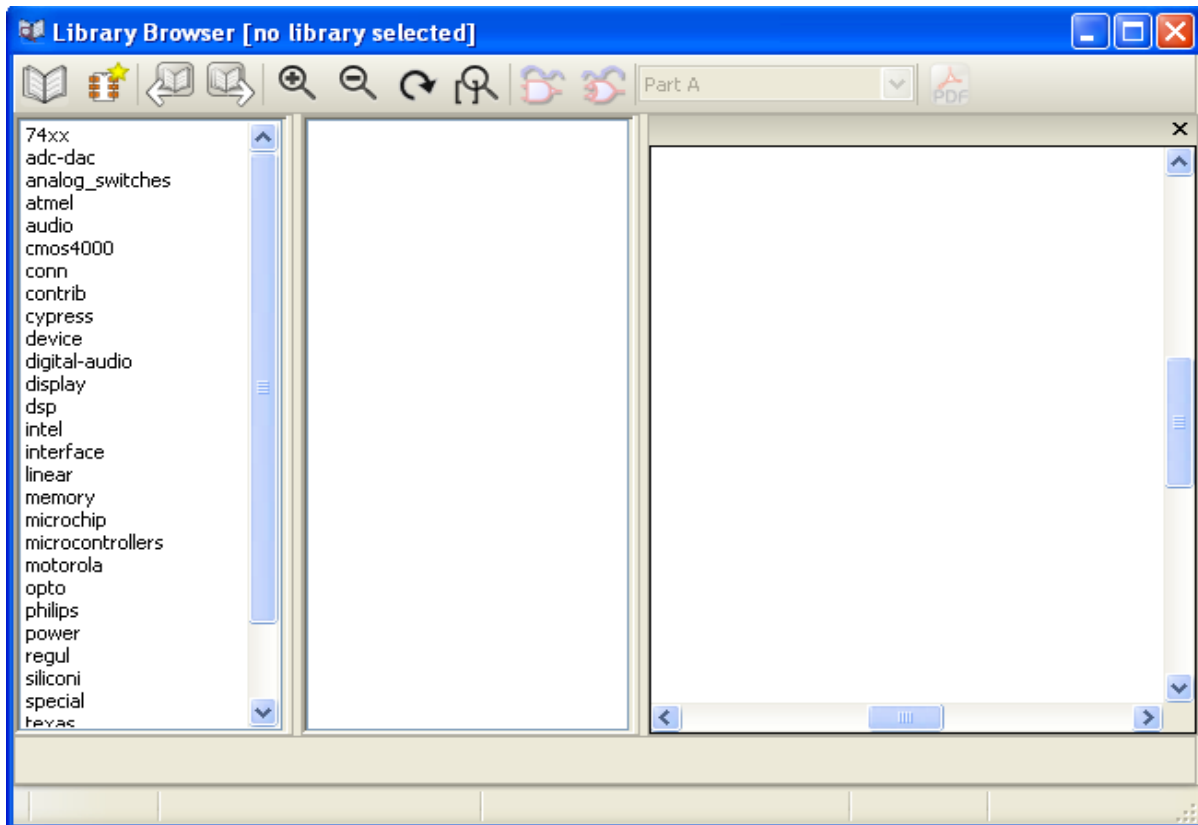 Library Browser [no library selected]
Part A
PDF
74xx
adc-dac
analog_switches
atmel
audio
cmos4000
conn
contrib
cypress
device
digital-audio
display
dsp
intel
interface
linear
memory
microchip
microcontrollers
motorola
opto
philips
power
regul
siliconi
special
texas